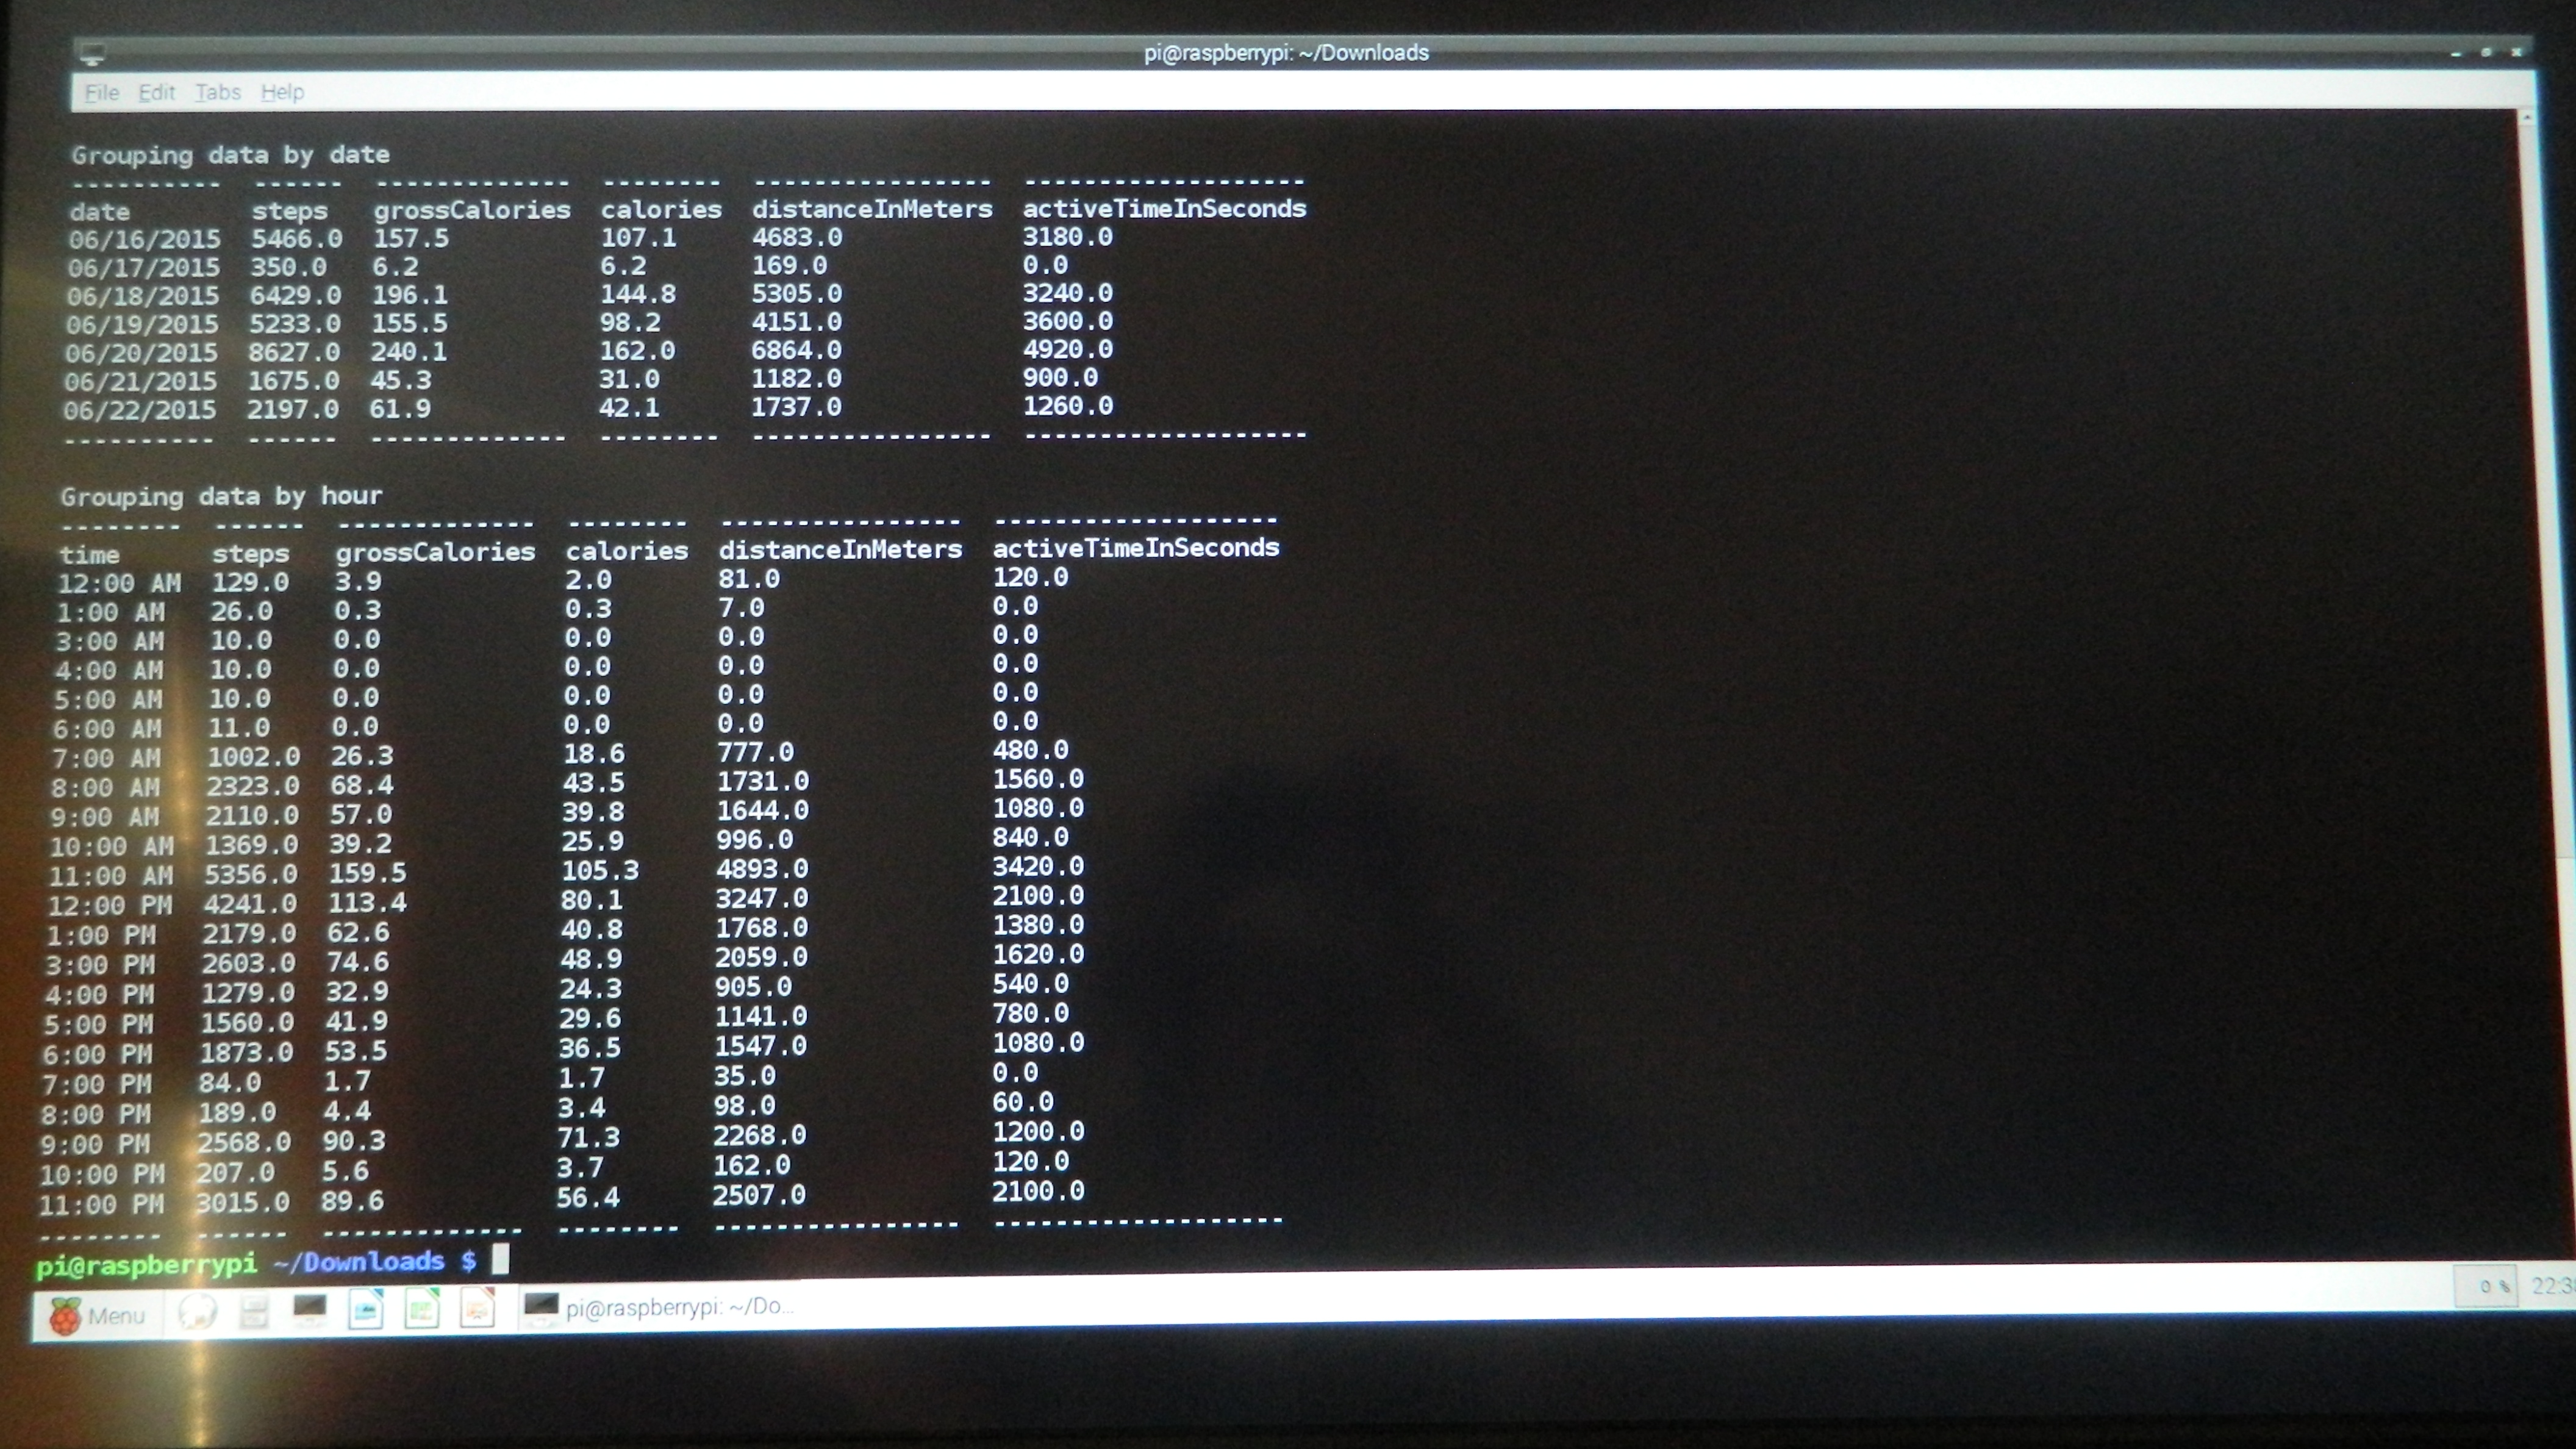 pi@raspberrypi: ~/Downloads
File Edit Tabs Help
Grouping data by date
---------- ------ ------------- -------- ---------------- -------------------
date steps grossCalories calories distanceInMeters activeTimeInSeconds
06/16/2015 5466.0 157.5 107.1 4683.0 3180.0
06/17/2015 350.0 6.2 6.2 169.0 0.0
06/18/2015 6429.0 196.1 144.8 5305.0 3240.0
06/19/2015 5233.0 155.5 98.2 4151.0 3600.0
06/20/2015 8627.0 240.1 162.0 6864.0 4920.0
06/21/2015 1675.0 45.3 31.0 1182.0 900.0
06/22/2015 2197.0 61.9 42.1 1737.0 1260.0
---------- ------ ------------- -------- ---------------- -------------------
Grouping data by hour
-------- ------ ------------- -------- ---------------- -------------------
time steps grossCalories calories distanceInMeters activeTimeInSeconds
12:00 AM 129.0 3.9 2.0 81.0 120.0
1:00 AM 26.0 0.3 0.3 7.0 0.0
3:00 AM 10.0 0.0 0.0 0.0 0.0
4:00 AM 10.0 0.0 0.0 0.0 0.0
5:00 AM 10.0 0.0 0.0 0.0 0.0
6:00 AM 11.0 0.0 0.0 0.0 0.0
7:00 AM 1002.0 26.3 18.6 777.0 480.0
8:00 AM 2323.0 68.4 43.5 1731.0 1560.0
9:00 AM 2110.0 57.0 39.8 1644.0 1080.0
10:00 AM 1369.0 39.2 25.9 996.0 840.0
11:00 AM 5356.0 159.5 105.3 4893.0 3420.0
12:00 PM 4241.0 113.4 80.1 3247.0 2100.0
1:00 PM 2179.0 62.6 40.8 1768.0 1380.0
3:00 PM 2603.0 74.6 48.9 2059.0 1620.0
4:00 PM 1279.0 32.9 24.3 905.0 540.0
5:00 PM 1560.0 41.9 29.6 1141.0 780.0
6:00 PM 1873.0 53.5 36.5 1547.0 1080.0
7:00 PM 84.0 1.7 1.7 35.0 0.0
8:00 PM 189.0 4.4 3.4 98.0 60.0
9:00 PM 2568.0 90.3 71.3 2268.0 1200.0
10:00 PM 207.0 5.6 3.7 162.0 120.0
11:00 PM 3015.0 89.6 56.4 2507.0 2100.0
-------- ------ ------------- -------- ---------------- -------------------
pi@raspberrypi ~/Downloads $
Menu pi@raspberrypi: ~/Do... 0 %